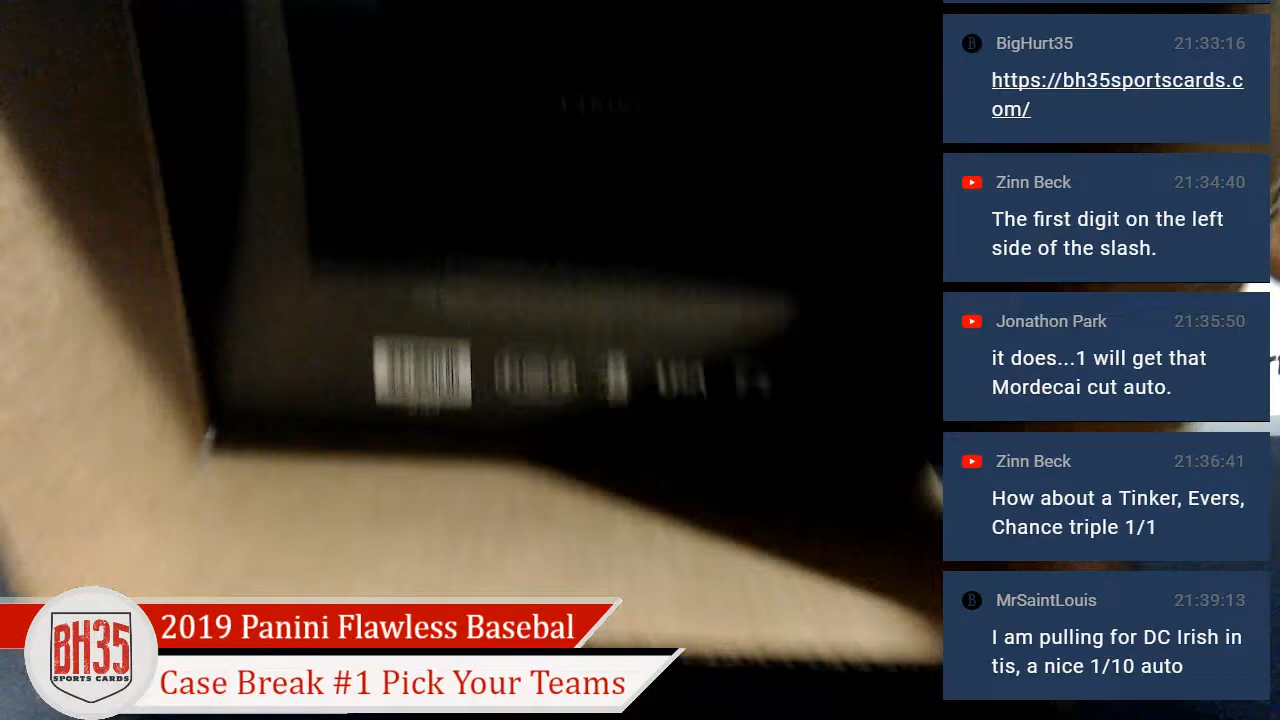 BigHurt35 21:33:16
https://bh35sportscards.c
om/
Zinn Beck 21:34:40
The first digit on the left
side of the slash.
Jonathon Park 21:35:50
it does...1 will get that
Mordecai cut auto.
Zinn Beck 21:36:41
How about a Tinker, Evers,
Chance triple 1/1
MrSaintLouis 21:39:13
I am pulling for DC Irish in
tis, a nice 1/10 auto
BH35
SPORTS CARDS
2019 Panini Flawless Basebal
Case Break #1 Pick Your Teams